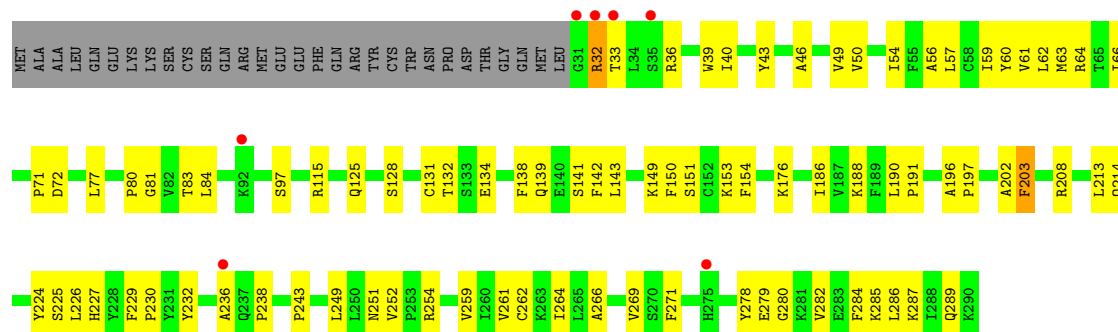 MET ALA ALA LEU GLN GLU LYS LYS SER CYS SER GLN ARG MET GLU GLU PHE GLN ARG TYR CYS TRP ASN PRO ASP THR GLY GLN MET LEU G31 R32 T33 L34 S35 R36 W39 I40 Y43 A46 V49 V50 I54 F55 A56 L57 C58 I59 Y60 V61 L62 M63 R64 T65 I66
P71 D72 L77 P80 G81 V82 T83 L84 K92 S97 R115 Q125 S128 C131 T132 S133 E134 F138 Q139 E140 S141 F142 L143 K149 F150 S151 C152 K153 F154 K176 I186 V187 K188 F189 L190 P191 A196 P197 A202 F203 R208 L213 Q214
Y224 S225 L226 H227 Y228 F229 P230 Y231 Y232 A236 Q237 P238 P243 L249 L250 N251 V252 P253 R254 V259 I260 V261 C262 K263 I264 L265 A266 V269 S270 F271 H275 Y278 E279 G280 K281 V282 E283 F284 K285 L286 K287 I288 Q289 K290